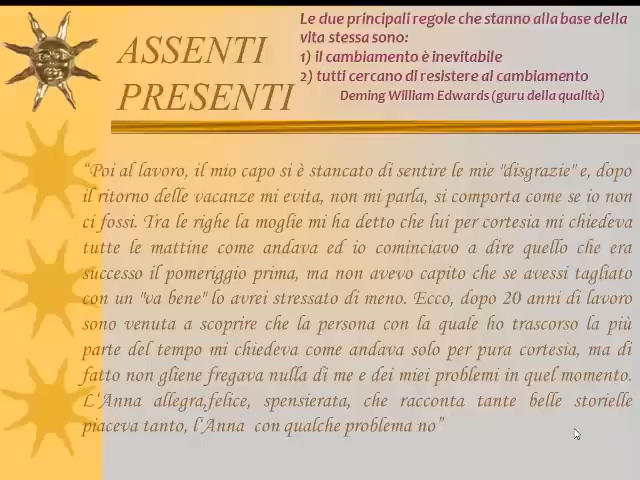 Le due principali regole che stanno alla base della
vita stessa sono:
1) il cambiamento è inevitabile
2) tutti cercano di resistere al cambiamento
Deming William Edwards (guru della qualità)
ASSENTI
PRESENTI
“Poi al lavoro, il mio capo si è stancato di sentire le mie "disgrazie" e, dopo
il ritorno delle vacanze mi evita, non mi parla, si comporta come se io non
ci fossi. Tra le righe la moglie mi ha detto che lui per cortesia mi chiedeva
tutte le mattine come andava ed io cominciavo a dire quello che era
successo il pomeriggio prima, ma non avevo capito che se avessi tagliato
con un "va bene" lo avrei stressato di meno. Ecco, dopo 20 anni di lavoro
sono venuta a scoprire che la persona con la quale ho trascorso la più
parte del tempo mi chiedeva come andava solo per pura cortesia, ma di
fatto non gliene fregava nulla di me e dei miei problemi in quel momento.
L'Anna allegra,felice, spensierata, che racconta tante belle storielle
piaceva tanto, l'Anna con qualche problema no”